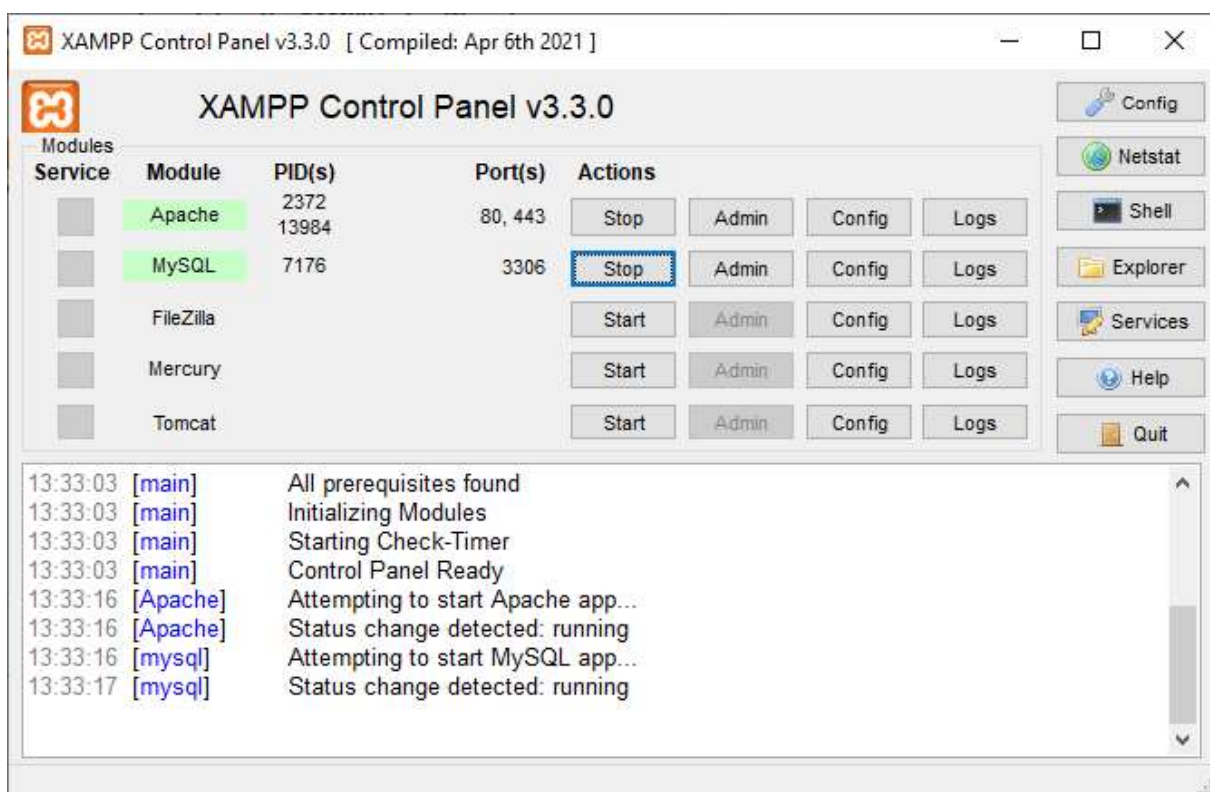 XAMPP Control Panel v3.3.0 [ Compiled: Apr 6th 2021 ]
XAMPP Control Panel v3.3.0
Config
Modules
Netstat
Service Module PID(s) Port(s) Actions
Apache 2372 13984 80, 443 Stop Admin Config Logs
Shell
MySQL 7176 3306 Stop Admin Config Logs
Explorer
FileZilla Start Admin Config Logs
Services
Mercury Start Admin Config Logs
Help
Tomcat Start Admin Config Logs
Quit
13:33:03 [main] All prerequisites found
13:33:03 [main] Initializing Modules
13:33:03 [main] Starting Check-Timer
13:33:03 [main] Control Panel Ready
13:33:16 [Apache] Attempting to start Apache app...
13:33:16 [Apache] Status change detected: running
13:33:16 [mysql] Attempting to start MySQL app...
13:33:17 [mysql] Status change detected: running